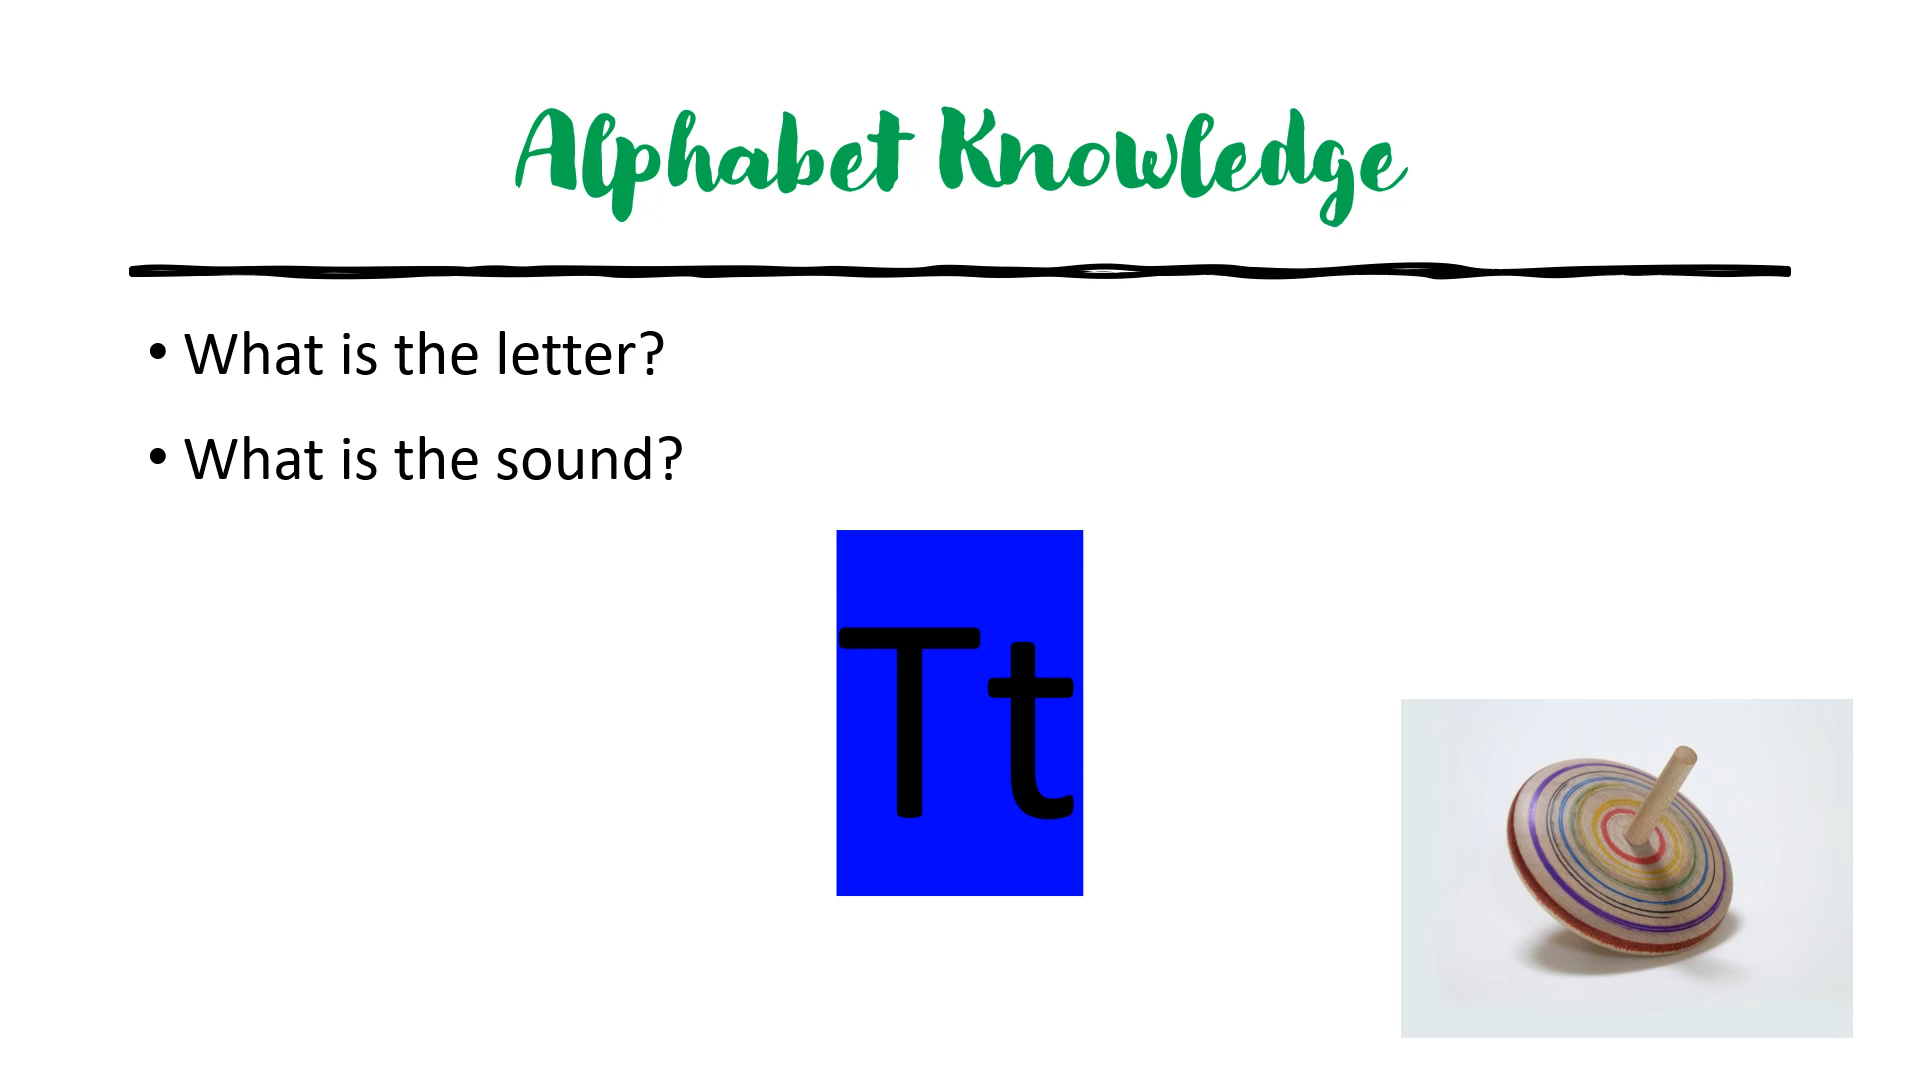 Alphabet Knowledge
• What is the letter?
• What is the sound?
Tt